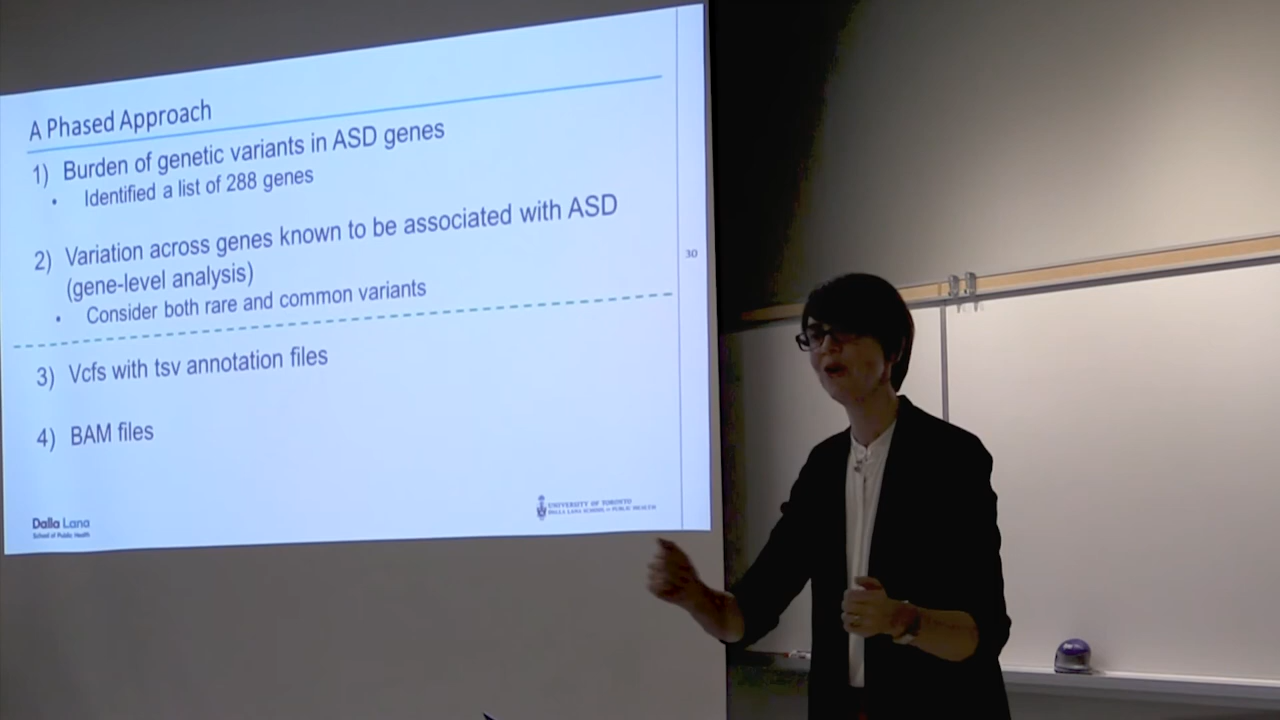 A Phased Approach
1) Burden of genetic variants in ASD genes
• Identified a list of 288 genes
2) Variation across genes known to be associated with ASD
(gene-level analysis)
• Consider both rare and common variants
3) Vcfs with tsv annotation files
4) BAM files
30
Dalla Lana
School of Public Health
UNIVERSITY OF TORONTO
DALLA LANA SCHOOL OF PUBLIC HEALTH